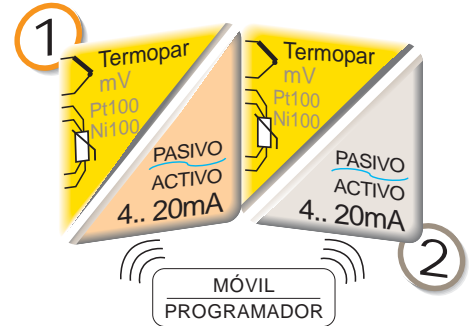 1
Termopar
mV
Pt100
Ni100
PASIVO
ACTIVO
4.. 20mA
Termopar
mV
Pt100
Ni100
PASIVO
ACTIVO
4.. 20mA
2
MÓVIL
PROGRAMADOR